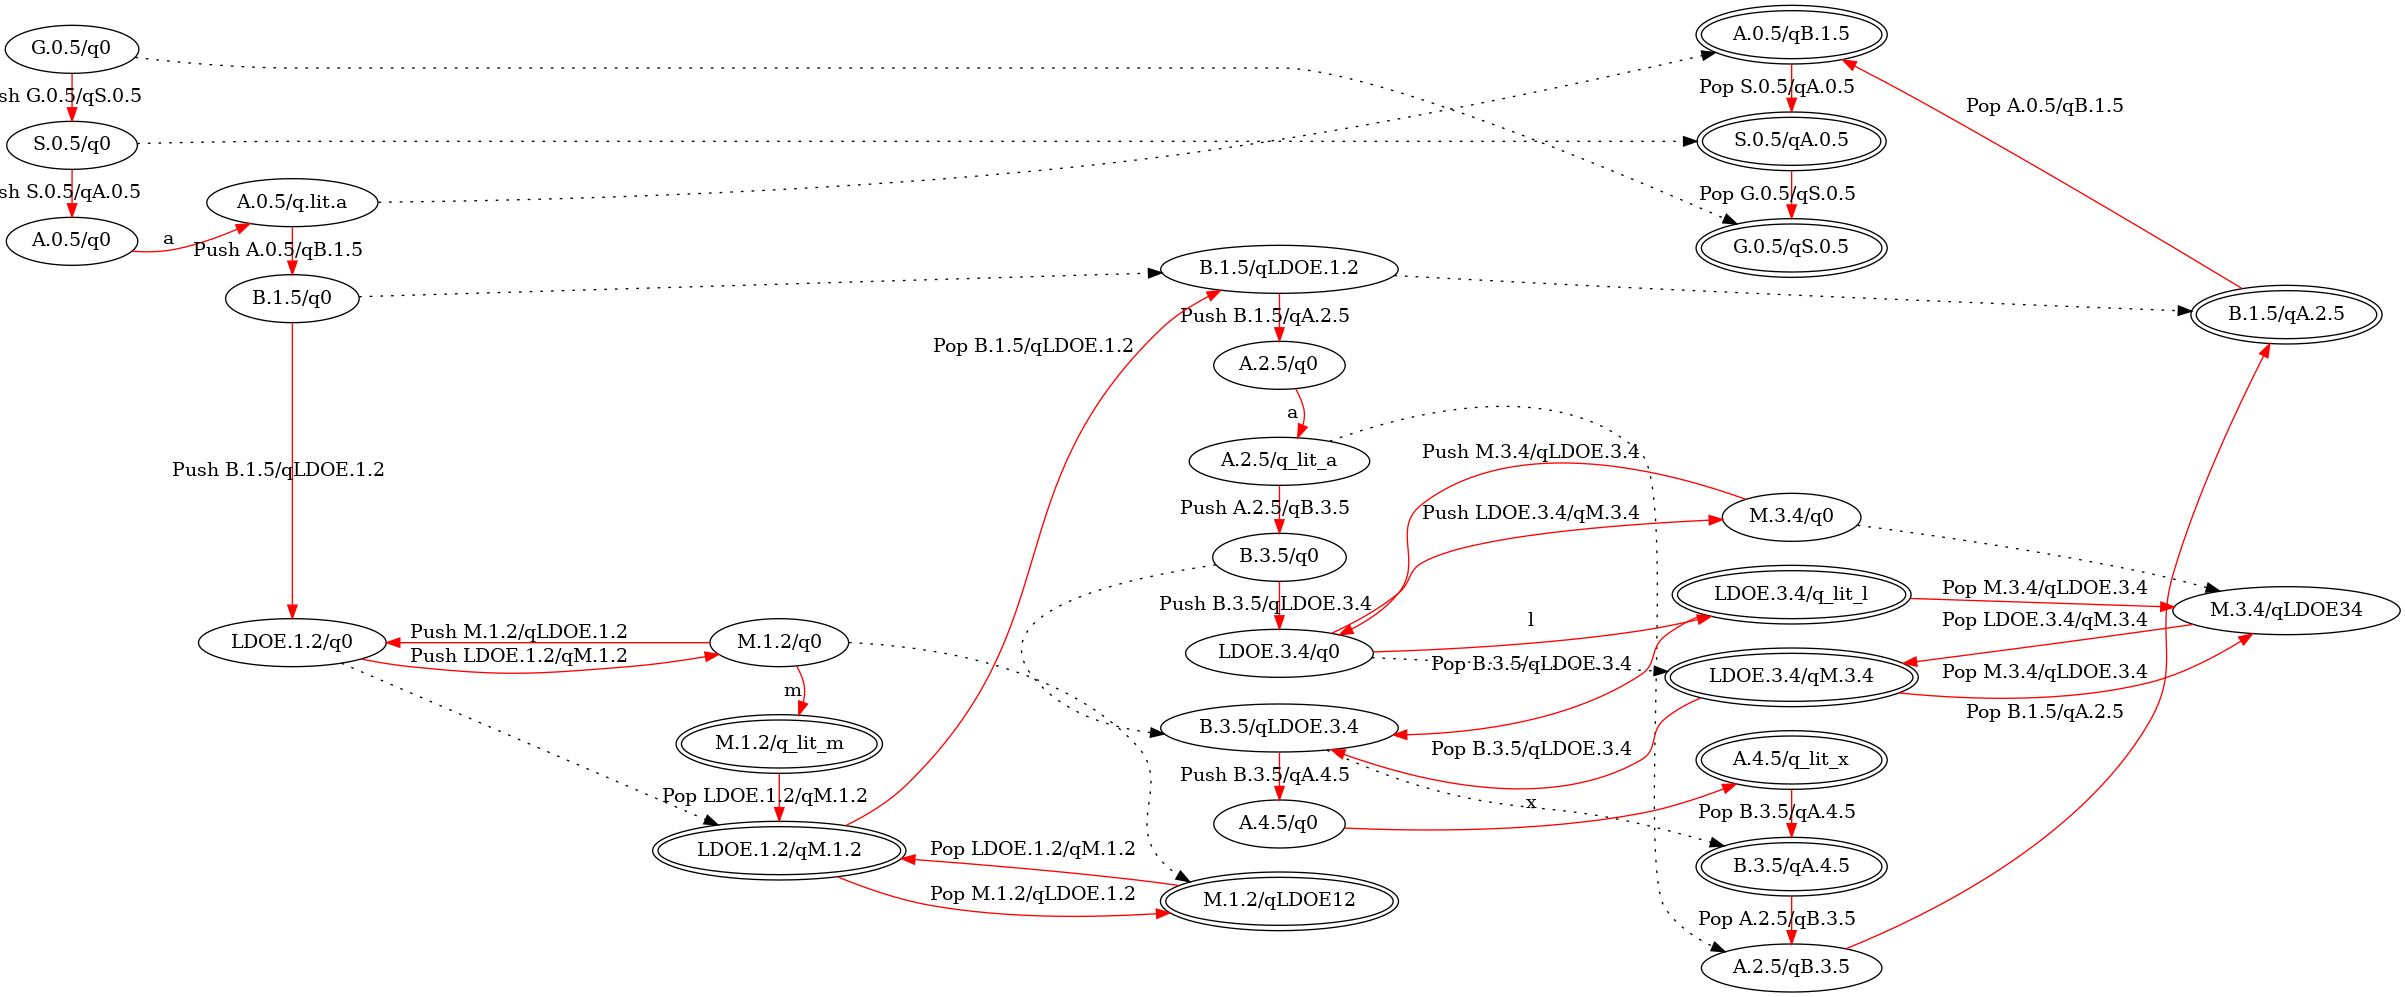 G.0.5/q0
sh G.0.5/qS.0.5
S.0.5/q0
sh S.0.5/qA.0.5
A.0.5/q0
a
A.0.5/q.lit.a
Push A.0.5/qB.1.5
B.1.5/q0
Push B.1.5/qLDOE.1.2
LDOE.1.2/q0
Push M.1.2/qLDOE.1.2
Push LDOE.1.2/qM.1.2
M.1.2/q0
m
M.1.2/q_lit_m
Pop LDOE.1.2/qM.1.2
LDOE.1.2/qM.1.2
Pop B.1.5/qLDOE.1.2
Pop LDOE.1.2/qM.1.2
Pop M.1.2/qLDOE.1.2
M.1.2/qLDOE12
B.1.5/qLDOE.1.2
Push B.1.5/qA.2.5
A.2.5/q0
a
A.2.5/q_lit_a
Push A.2.5/qB.3.5
B.3.5/q0
Push B.3.5/qLDOE.3.4
LDOE.3.4/q0
Push M.3.4/qLDOE.3.4
Push LDOE.3.4/qM.3.4
l
Pop B.3.5/qLDOE.3.4
B.3.5/qLDOE.3.4
Pop B.3.5/qLDOE.3.4
Push B.3.5/qA.4.5
A.4.5/q0
x
A.0.5/qB.1.5
Pop S.0.5/qA.0.5
S.0.5/qA.0.5
Pop G.0.5/qS.0.5
G.0.5/qS.0.5
Pop A.0.5/qB.1.5
B.1.5/qA.2.5
M.3.4/q0
LDOE.3.4/q_lit_l
Pop M.3.4/qLDOE.3.4
M.3.4/qLDOE34
Pop LDOE.3.4/qM.3.4
LDOE.3.4/qM.3.4
Pop M.3.4/qLDOE.3.4
Pop B.1.5/qA.2.5
A.4.5/q_lit_x
Pop B.3.5/qA.4.5
B.3.5/qA.4.5
Pop A.2.5/qB.3.5
A.2.5/qB.3.5